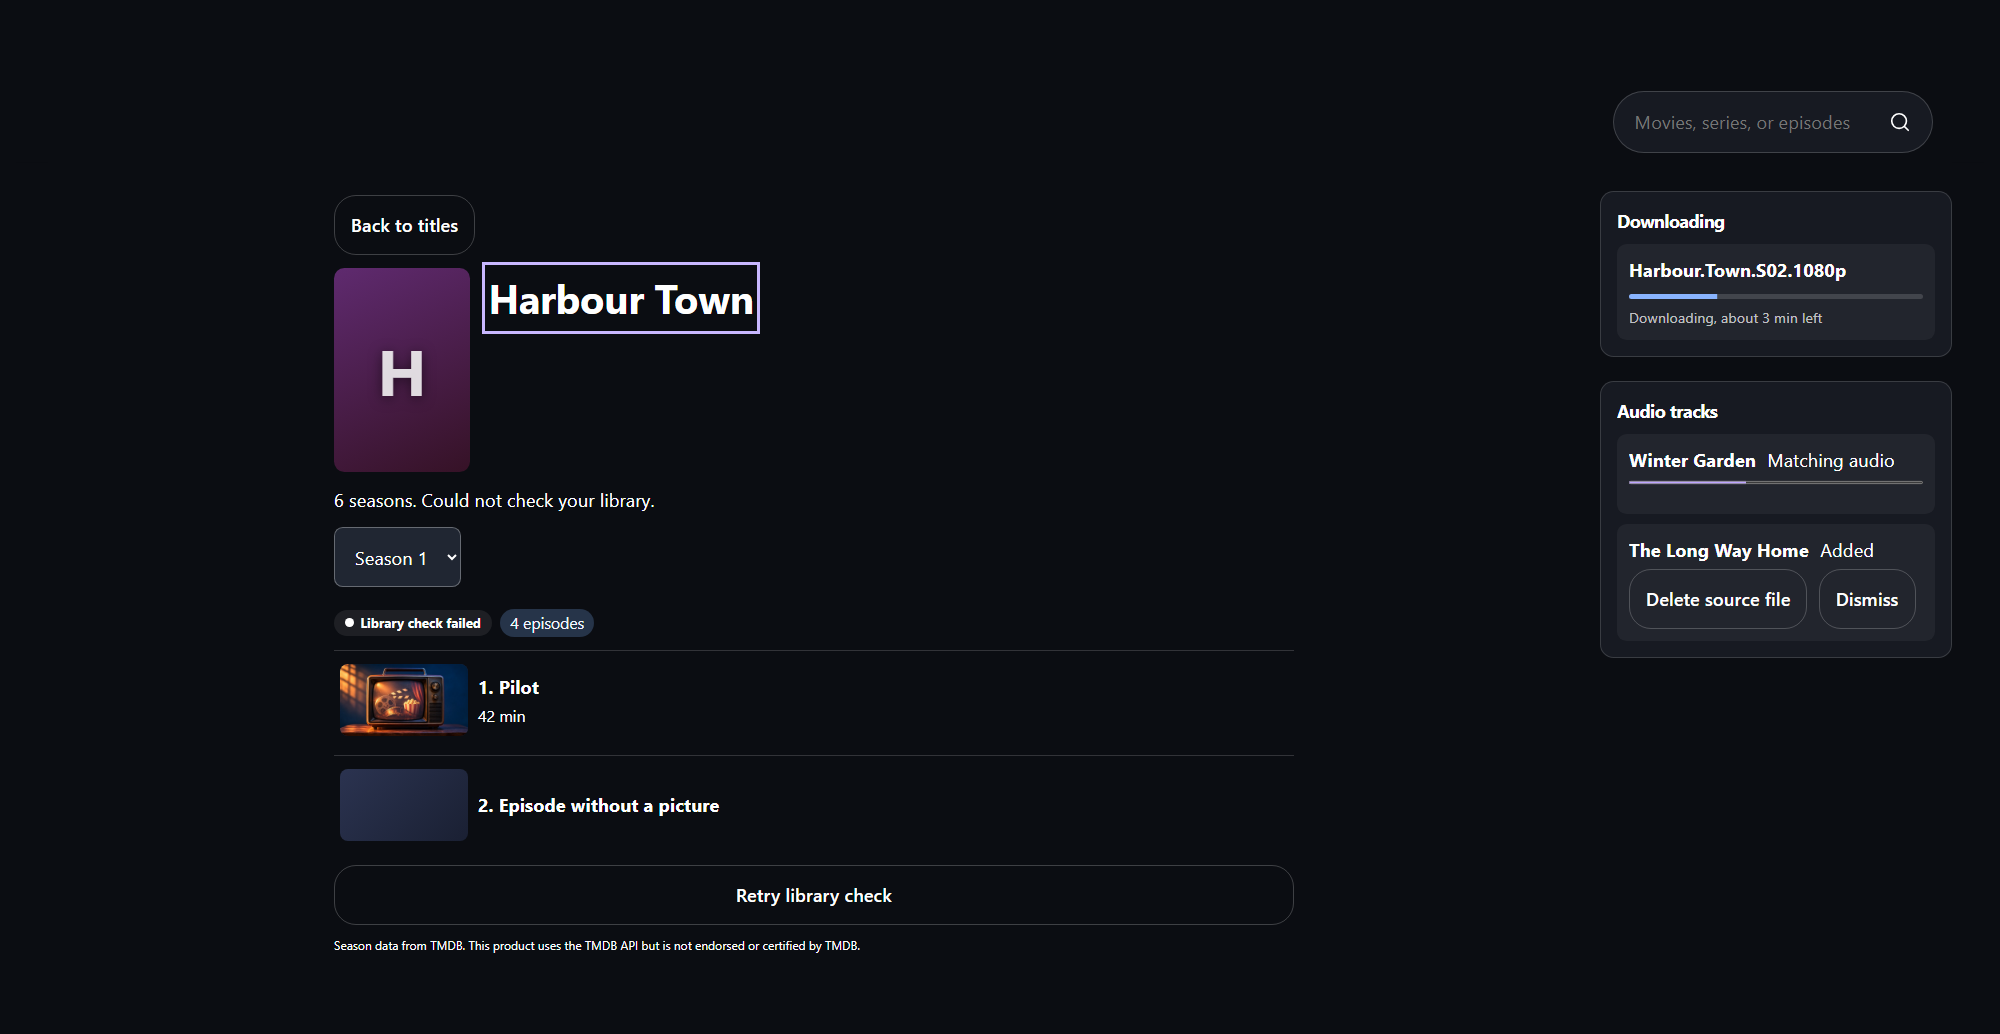 Movies, series, or episodes
Back to titles
H
Harbour Town
6 seasons. Could not check your library.
Season 1
Library check failed
4 episodes
1. Pilot
42 min
2. Episode without a picture
Retry library check
Season data from TMDB. This product uses the TMDB API but is not endorsed or certified by TMDB.
Downloading
Harbour.Town.S02.1080p
Downloading, about 3 min left
Audio tracks
Winter Garden Matching audio
The Long Way Home Added
Delete source file
Dismiss